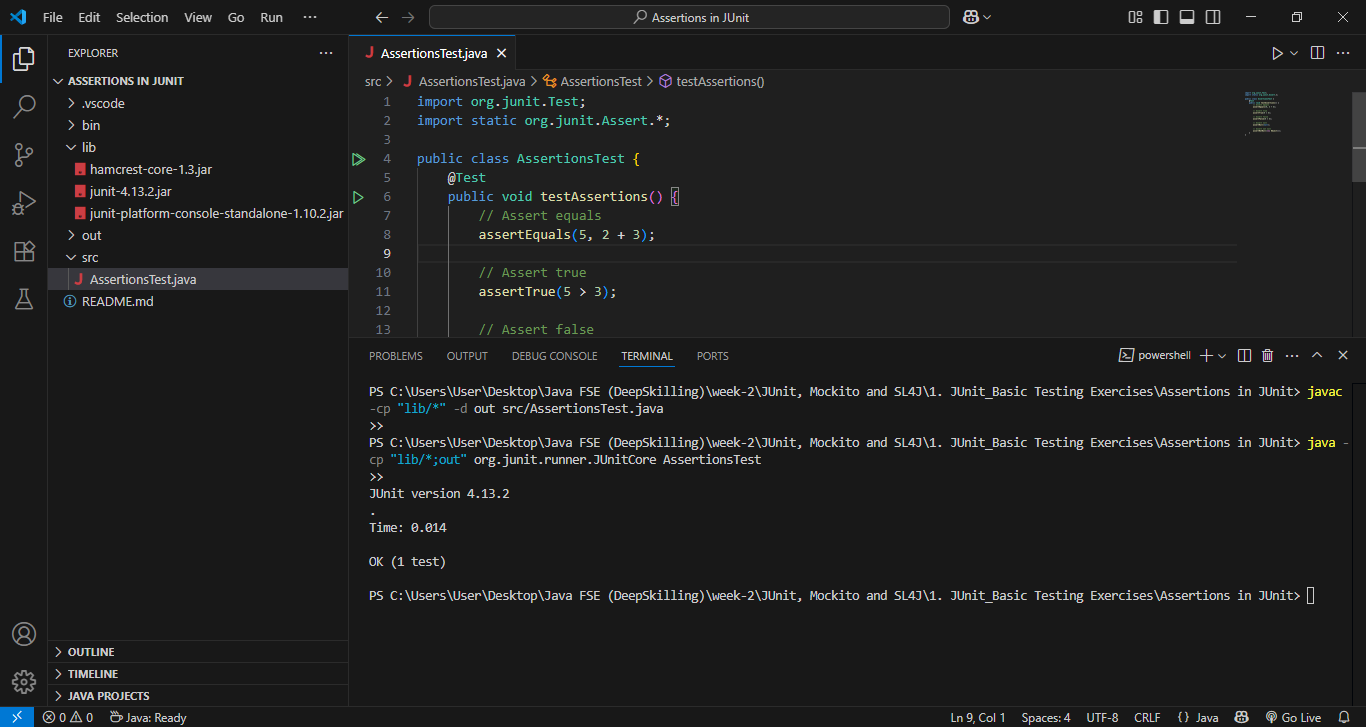 File Edit Selection View Go Run ··· Assertions in JUnit
EXPLORER ···
ASSERTIONS IN JUNIT
.vscode
bin
lib
hamcrest-core-1.3.jar
junit-4.13.2.jar
junit-platform-console-standalone-1.10.2.jar
out
src
AssertionsTest.java
README.md
OUTLINE
TIMELINE
JAVA PROJECTS
AssertionsTest.java
src > AssertionsTest.java > AssertionsTest > testAssertions()
1 import org.junit.Test;
2 import static org.junit.Assert.*;
3
4 public class AssertionsTest {
5 @Test
6 public void testAssertions() {
7 // Assert equals
8 assertEquals(5, 2 + 3);
9
10 // Assert true
11 assertTrue(5 > 3);
12
13 // Assert false
PROBLEMS OUTPUT DEBUG CONSOLE TERMINAL PORTS powershell
PS C:\Users\User\Desktop\Java FSE (DeepSkilling)\week-2\JUnit, Mockito and SL4J\1. JUnit_Basic Testing Exercises\Assertions in JUnit> javac
-cp "lib/*" -d out src/AssertionsTest.java
>>
PS C:\Users\User\Desktop\Java FSE (DeepSkilling)\week-2\JUnit, Mockito and SL4J\1. JUnit_Basic Testing Exercises\Assertions in JUnit> java -
cp "lib/*;out" org.junit.runner.JUnitCore AssertionsTest
>>
JUnit version 4.13.2
.
Time: 0.014
OK (1 test)
PS C:\Users\User\Desktop\Java FSE (DeepSkilling)\week-2\JUnit, Mockito and SL4J\1. JUnit_Basic Testing Exercises\Assertions in JUnit>
0 0 Java: Ready Ln 9, Col 1 Spaces: 4 UTF-8 CRLF {} Java Go Live